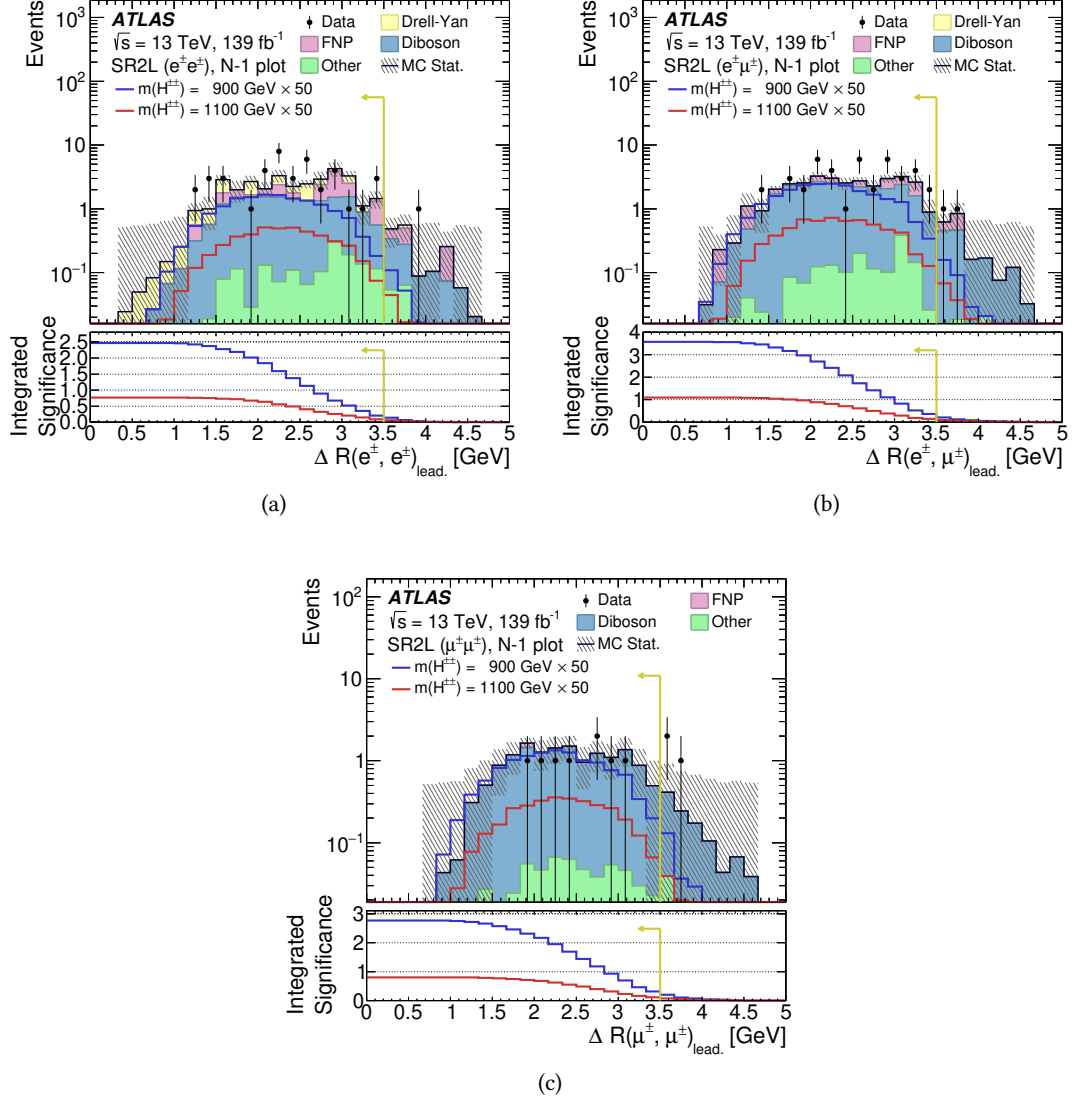 ATLAS
√s = 13 TeV, 139 fb⁻¹
SR2L (e±e±), N-1 plot
m(H±±) = 900 GeV × 50
m(H±±) = 1100 GeV × 50
Data
FNP
Other
Drell-Yan
Diboson
MC Stat.
Events
10³
10²
10
1
10⁻¹
Integrated
Significance
2.5
2.0
1.5
1.0
0.5
0.0
0 0.5 1 1.5 2 2.5 3 3.5 4 4.5 5
Δ R(e±, e±)lead. [GeV]
(a)
ATLAS
√s = 13 TeV, 139 fb⁻¹
SR2L (e±μ±), N-1 plot
m(H±±) = 900 GeV × 50
m(H±±) = 1100 GeV × 50
Data
FNP
Other
Drell-Yan
Diboson
MC Stat.
Events
10³
10²
10
1
10⁻¹
Integrated
Significance
4
3
2
1
0
0 0.5 1 1.5 2 2.5 3 3.5 4 4.5 5
Δ R(e±, μ±)lead. [GeV]
(b)
ATLAS
√s = 13 TeV, 139 fb⁻¹
SR2L (μ±μ±), N-1 plot
m(H±±) = 900 GeV × 50
m(H±±) = 1100 GeV × 50
Data
Diboson
MC Stat.
FNP
Other
Events
10²
10
1
10⁻¹
Integrated
Significance
3
2
1
0
0 0.5 1 1.5 2 2.5 3 3.5 4 4.5 5
Δ R(μ±, μ±)lead. [GeV]
(c)